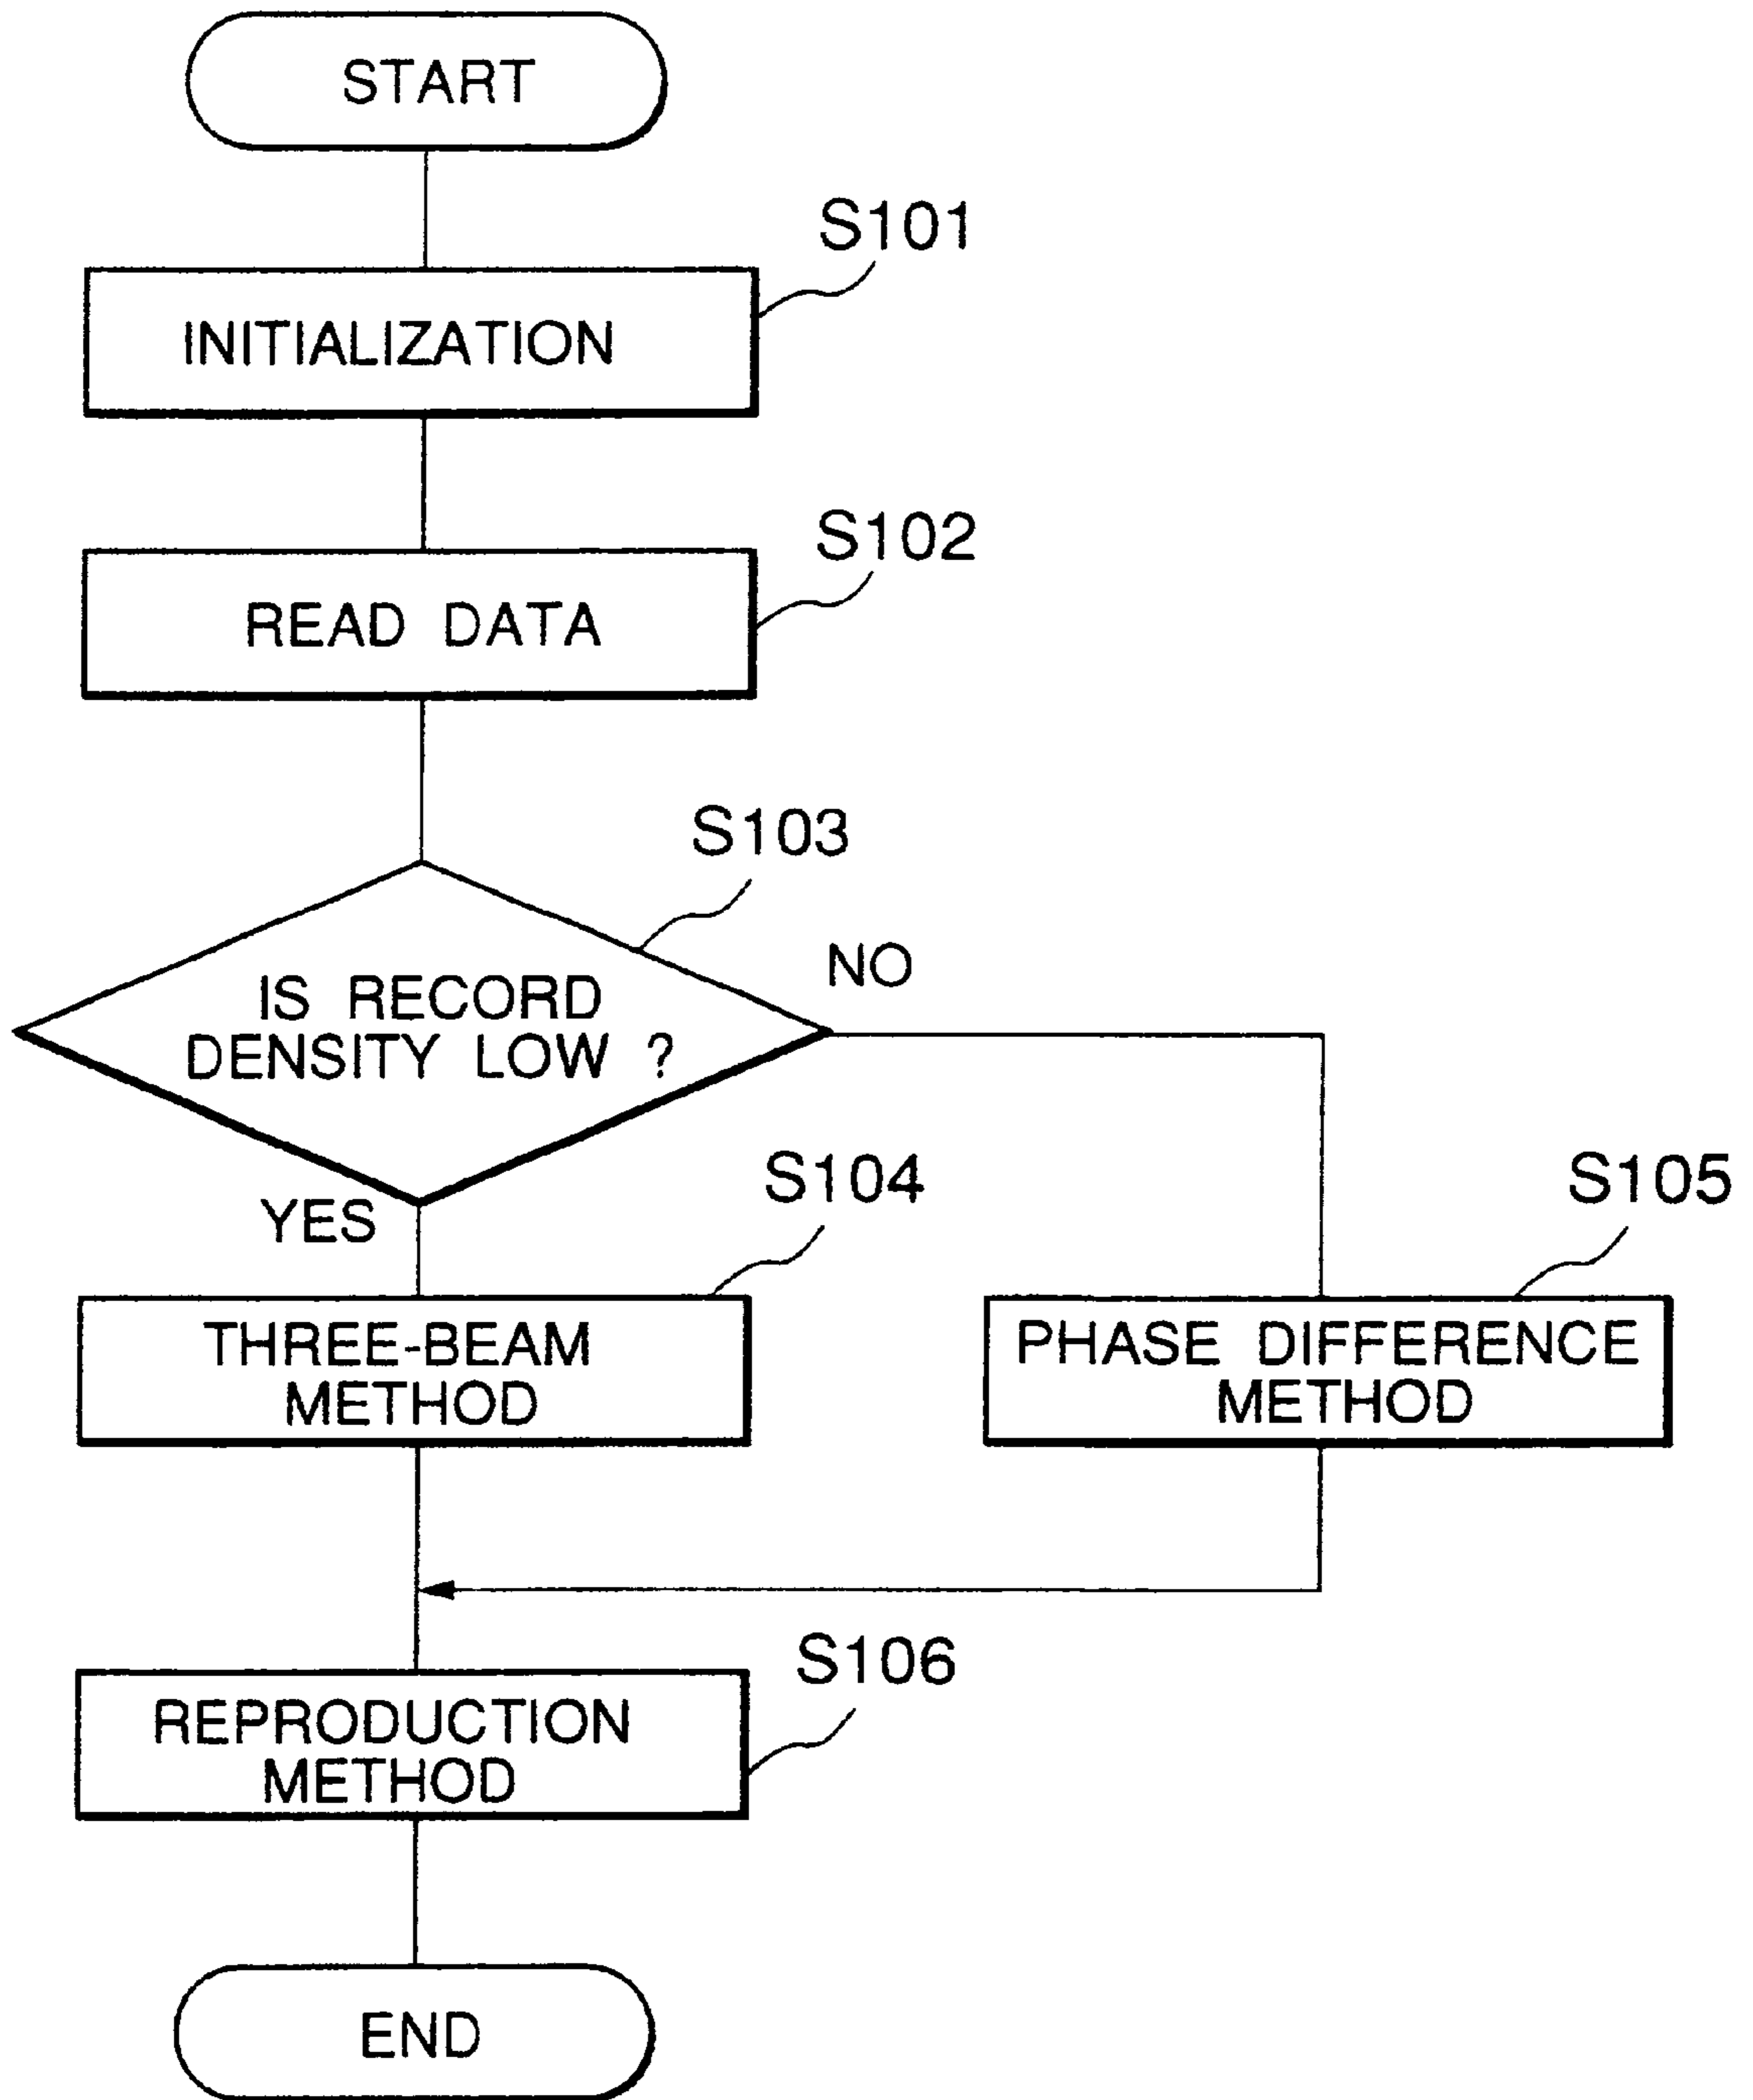 START
S101
INITIALIZATION
S102
READ DATA
S103
IS RECORD
DENSITY LOW ?
NO
YES
S104
THREE-BEAM
METHOD
S105
PHASE DIFFERENCE
METHOD
S106
REPRODUCTION
METHOD
END